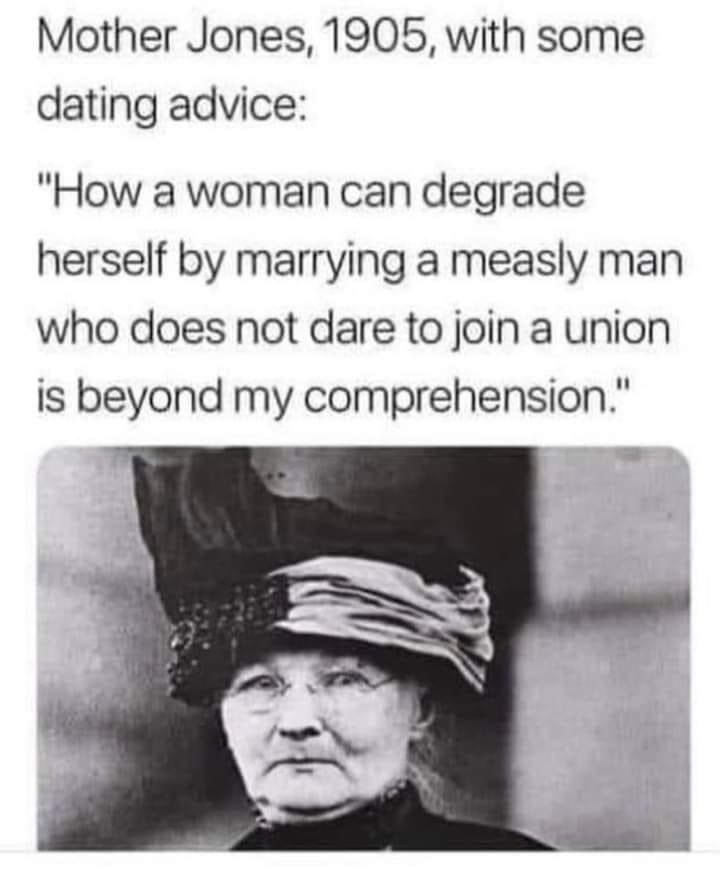 Mother Jones, 1905, with some
dating advice:
"How a woman can degrade
herself by marrying a measly man
who does not dare to join a union
is beyond my comprehension."